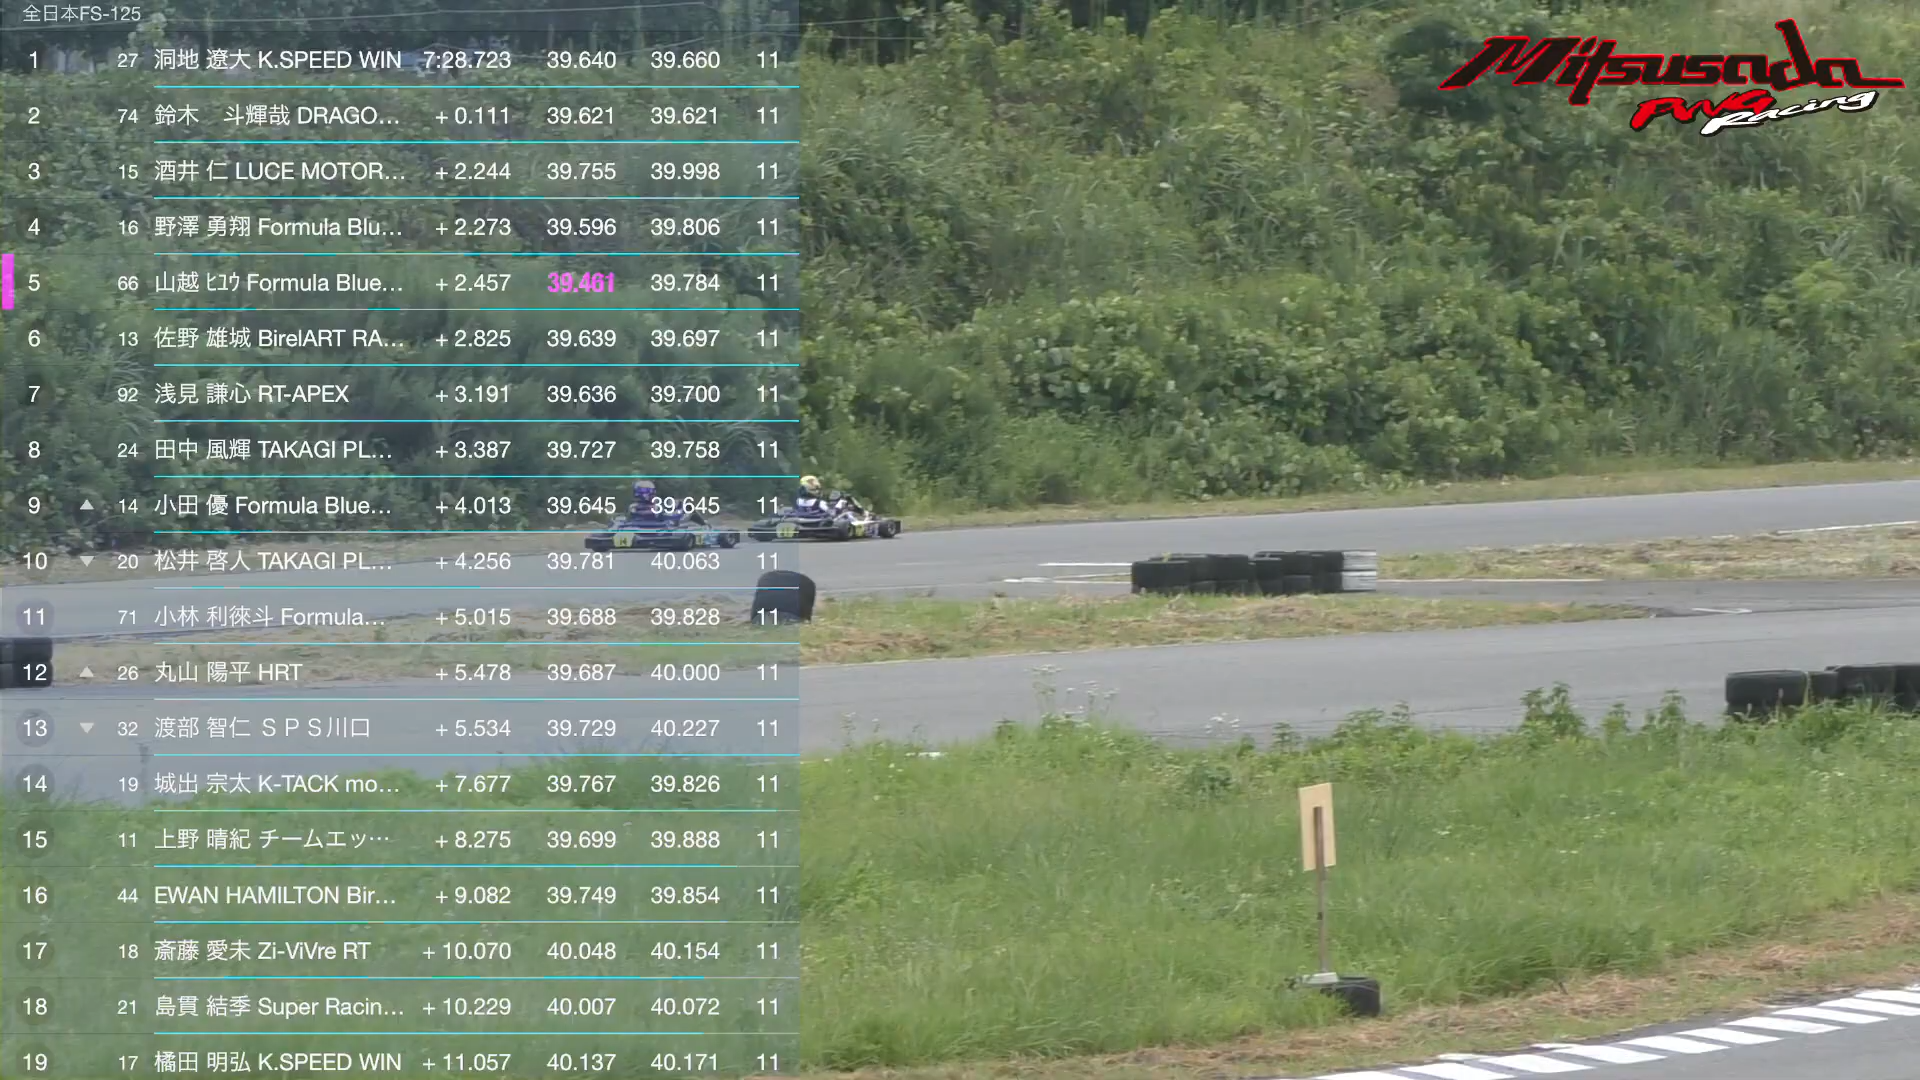 全日本FS-125
Mitsusada
PWG Racing
1 27 洞地 遼大 K.SPEED WIN 7:28.723 39.640 39.660 11
2 74 鈴木　斗輝哉 DRAGO... + 0.111 39.621 39.621 11
3 15 酒井 仁 LUCE MOTOR... + 2.244 39.755 39.998 11
4 16 野澤 勇翔 Formula Blu... + 2.273 39.596 39.806 11
5 66 山越 ﾋﾕｳ Formula Blue... + 2.457 39.461 39.784 11
6 13 佐野 雄城 BirelART RA... + 2.825 39.639 39.697 11
7 92 浅見 謙心 RT-APEX + 3.191 39.636 39.700 11
8 24 田中 風輝 TAKAGI PL... + 3.387 39.727 39.758 11
9 ▲ 14 小田 優 Formula Blue... + 4.013 39.645 39.645 11
10 ▼ 20 松井 啓人 TAKAGI PL... + 4.256 39.781 40.063 11
11 71 小林 利徠斗 Formula... + 5.015 39.688 39.828 11
12 ▲ 26 丸山 陽平 HRT + 5.478 39.687 40.000 11
13 ▼ 32 渡部 智仁 ＳＰＳ川口 + 5.534 39.729 40.227 11
14 19 城出 宗太 K-TACK mo... + 7.677 39.767 39.826 11
15 11 上野 晴紀 チームエッ… + 8.275 39.699 39.888 11
16 44 EWAN HAMILTON Bir... + 9.082 39.749 39.854 11
17 18 斎藤 愛未 Zi-ViVre RT + 10.070 40.048 40.154 11
18 21 島貫 結季 Super Racin... + 10.229 40.007 40.072 11
19 17 橘田 明弘 K.SPEED WIN + 11.057 40.137 40.171 11